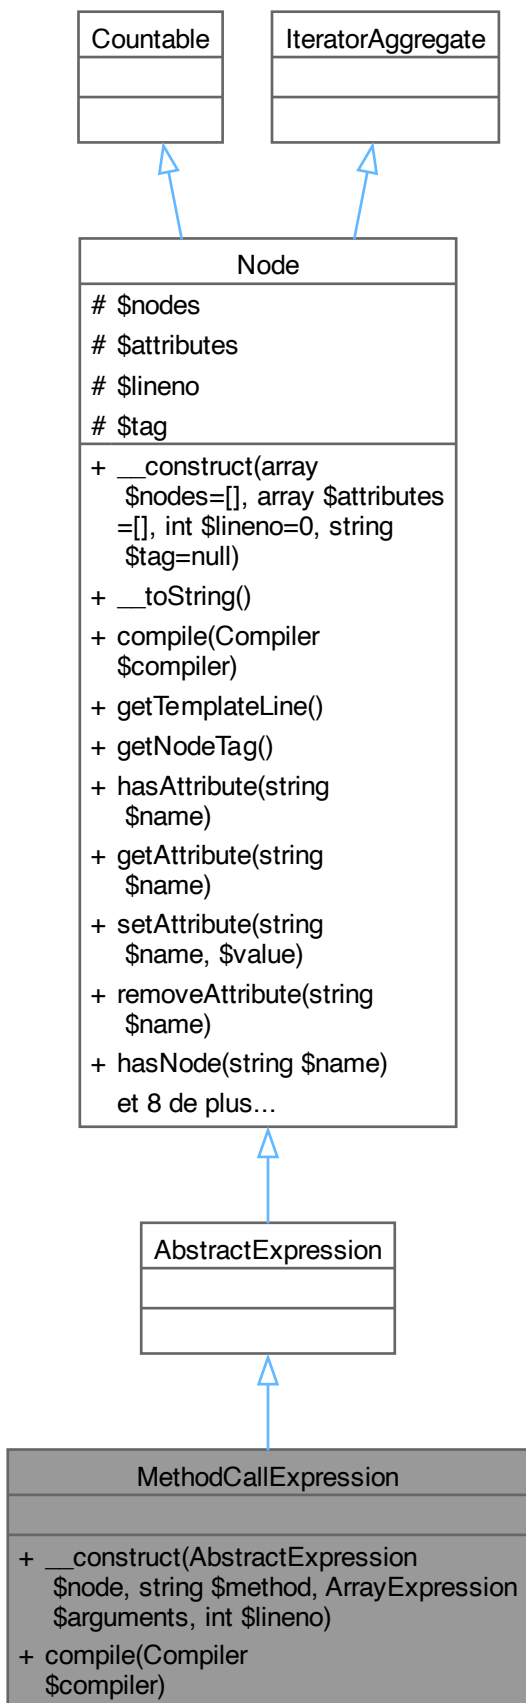 Countable
IteratorAggregate
Node
# $nodes
# $attributes
# $lineno
# $tag
+ __construct(array
$nodes=[], array $attributes
=[], int $lineno=0, string
$tag=null)
+ __toString()
+ compile(Compiler
$compiler)
+ getTemplateLine()
+ getNodeTag()
+ hasAttribute(string
$name)
+ getAttribute(string
$name)
+ setAttribute(string
$name, $value)
+ removeAttribute(string
$name)
+ hasNode(string $name)
et 8 de plus...
AbstractExpression
MethodCallExpression
+ __construct(AbstractExpression
$node, string $method, ArrayExpression
$arguments, int $lineno)
+ compile(Compiler
$compiler)